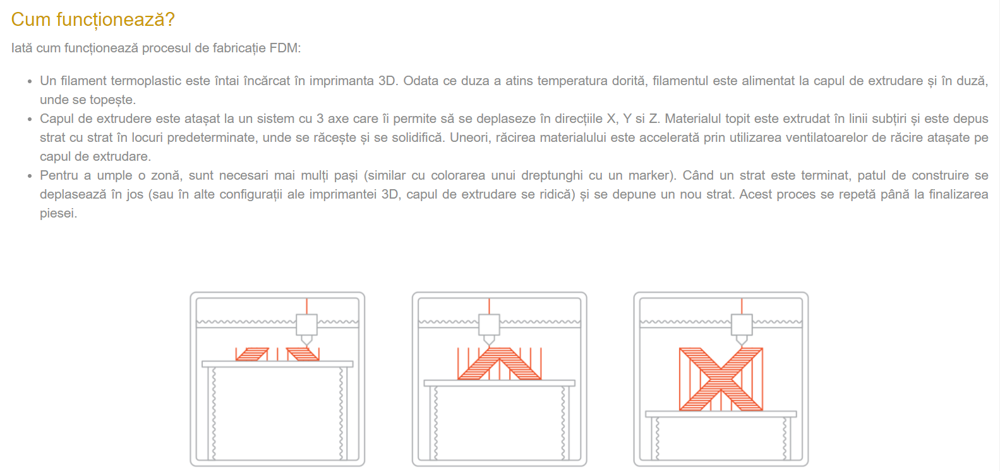 Cum funcționează?
Iată cum funcționează procesul de fabricație FDM:
Un filament termoplastic este întai încărcat în imprimanta 3D. Odata ce duza a atins temperatura dorită, filamentul este alimentat la capul de extrudare și în duză,
unde se topește.
Capul de extrudere este atașat la un sistem cu 3 axe care îi permite să se deplaseze în direcțiile X, Y si Z. Materialul topit este extrudat în linii subțiri și este depus
strat cu strat în locuri predeterminate, unde se răcește și se solidifică. Uneori, răcirea materialului este accelerată prin utilizarea ventilatoarelor de răcire atașate pe
capul de extrudare.
Pentru a umple o zonă, sunt necesari mai mulți pași (similar cu colorarea unui dreptunghi cu un marker). Când un strat este terminat, patul de construire se
deplasează în jos (sau în alte configurații ale imprimantei 3D, capul de extrudare se ridică) și se depune un nou strat. Acest proces se repetă până la finalizarea
piesei.